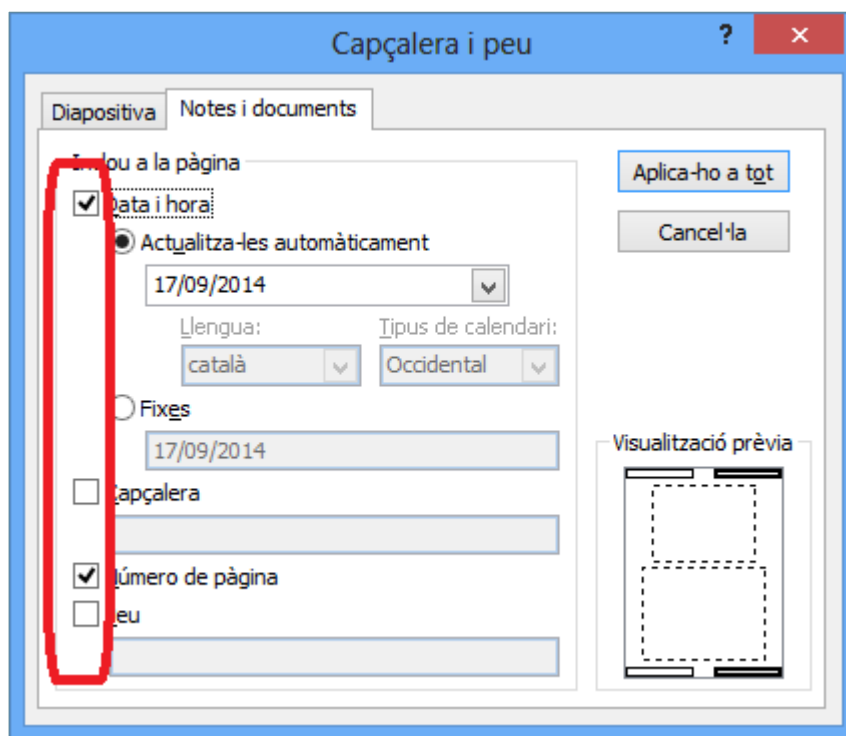 Capçalera i peu
?
Diapositiva
Notes i documents
Inclou a la pàgina
Data i hora
Actualitza-les automàticament
17/09/2014
Llengua:
Tipus de calendari:
català
Occidental
Fixes
17/09/2014
Capçalera
Número de pàgina
Peu
Aplica-ho a tot
Cancel·la
Visualització prèvia